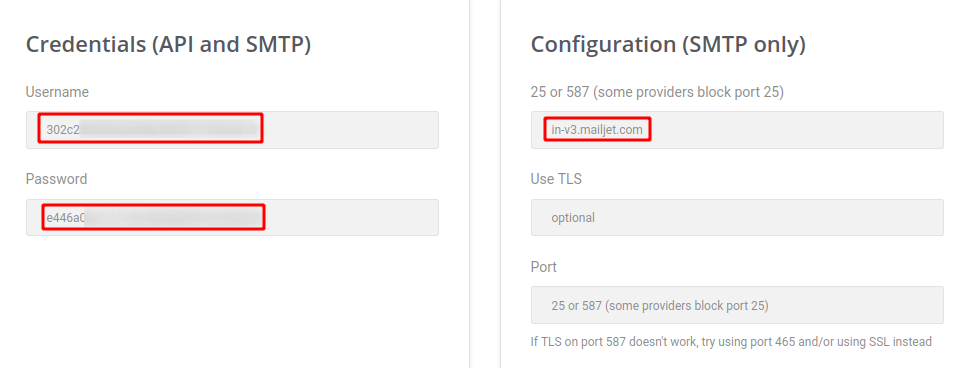 Credentials (API and SMTP)
Username
302c2
Password
e446a0
Configuration (SMTP only)
25 or 587 (some providers block port 25)
in-v3.mailjet.com
Use TLS
optional
Port
25 or 587 (some providers block port 25)
If TLS on port 587 doesn't work, try using port 465 and/or using SSL instead